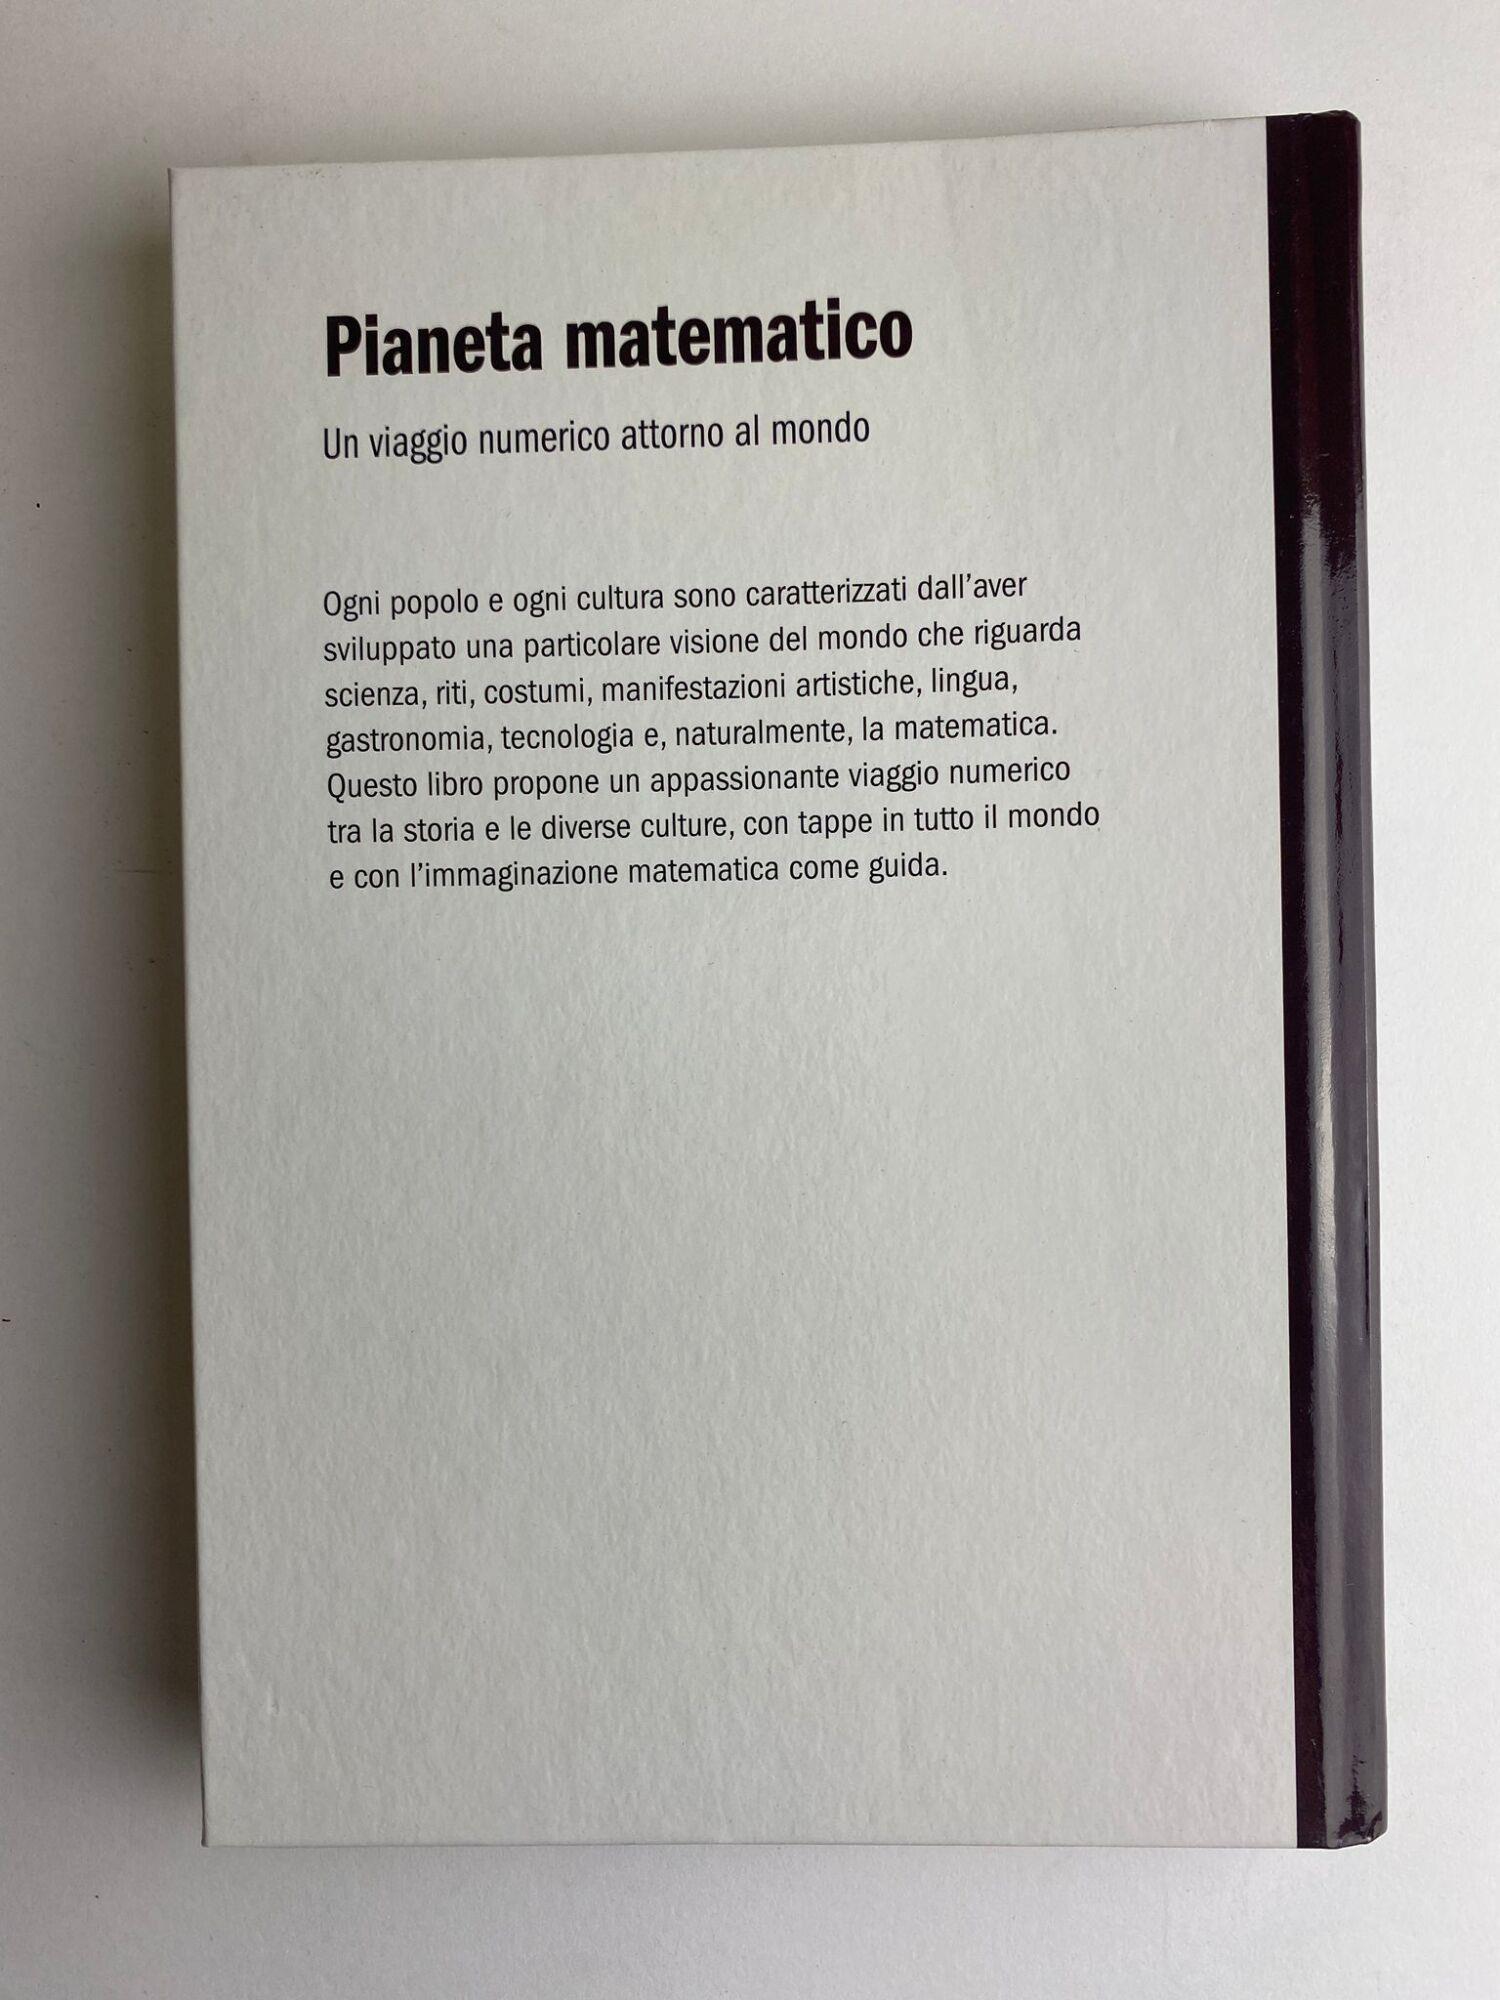 Pianeta matematico
Un viaggio numerico attorno al mondo
Ogni popolo e ogni cultura sono caratterizzati dall'aver
sviluppato una particolare visione del mondo che riguarda
scienza, riti, costumi, manifestazioni artistiche, lingua,
gastronomia, tecnologia e, naturalmente, la matematica.
Questo libro propone un appassionante viaggio numerico
tra la storia e le diverse culture, con tappe in tutto il mondo
e con l'immaginazione matematica come guida.